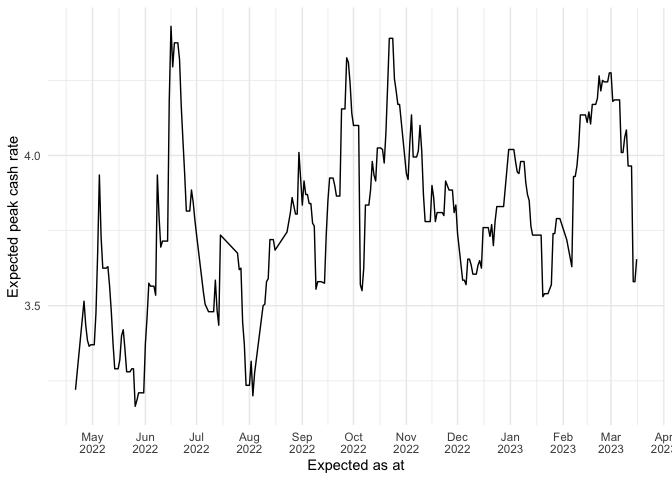 Expected peak cash rate
4.0
3.5
May Jun Jul Aug Sep Oct Nov Dec Jan Feb Mar Apr
2022 2022 2022 2022 2022 2022 2022 2022 2023 2023 2023 2023
Expected as at